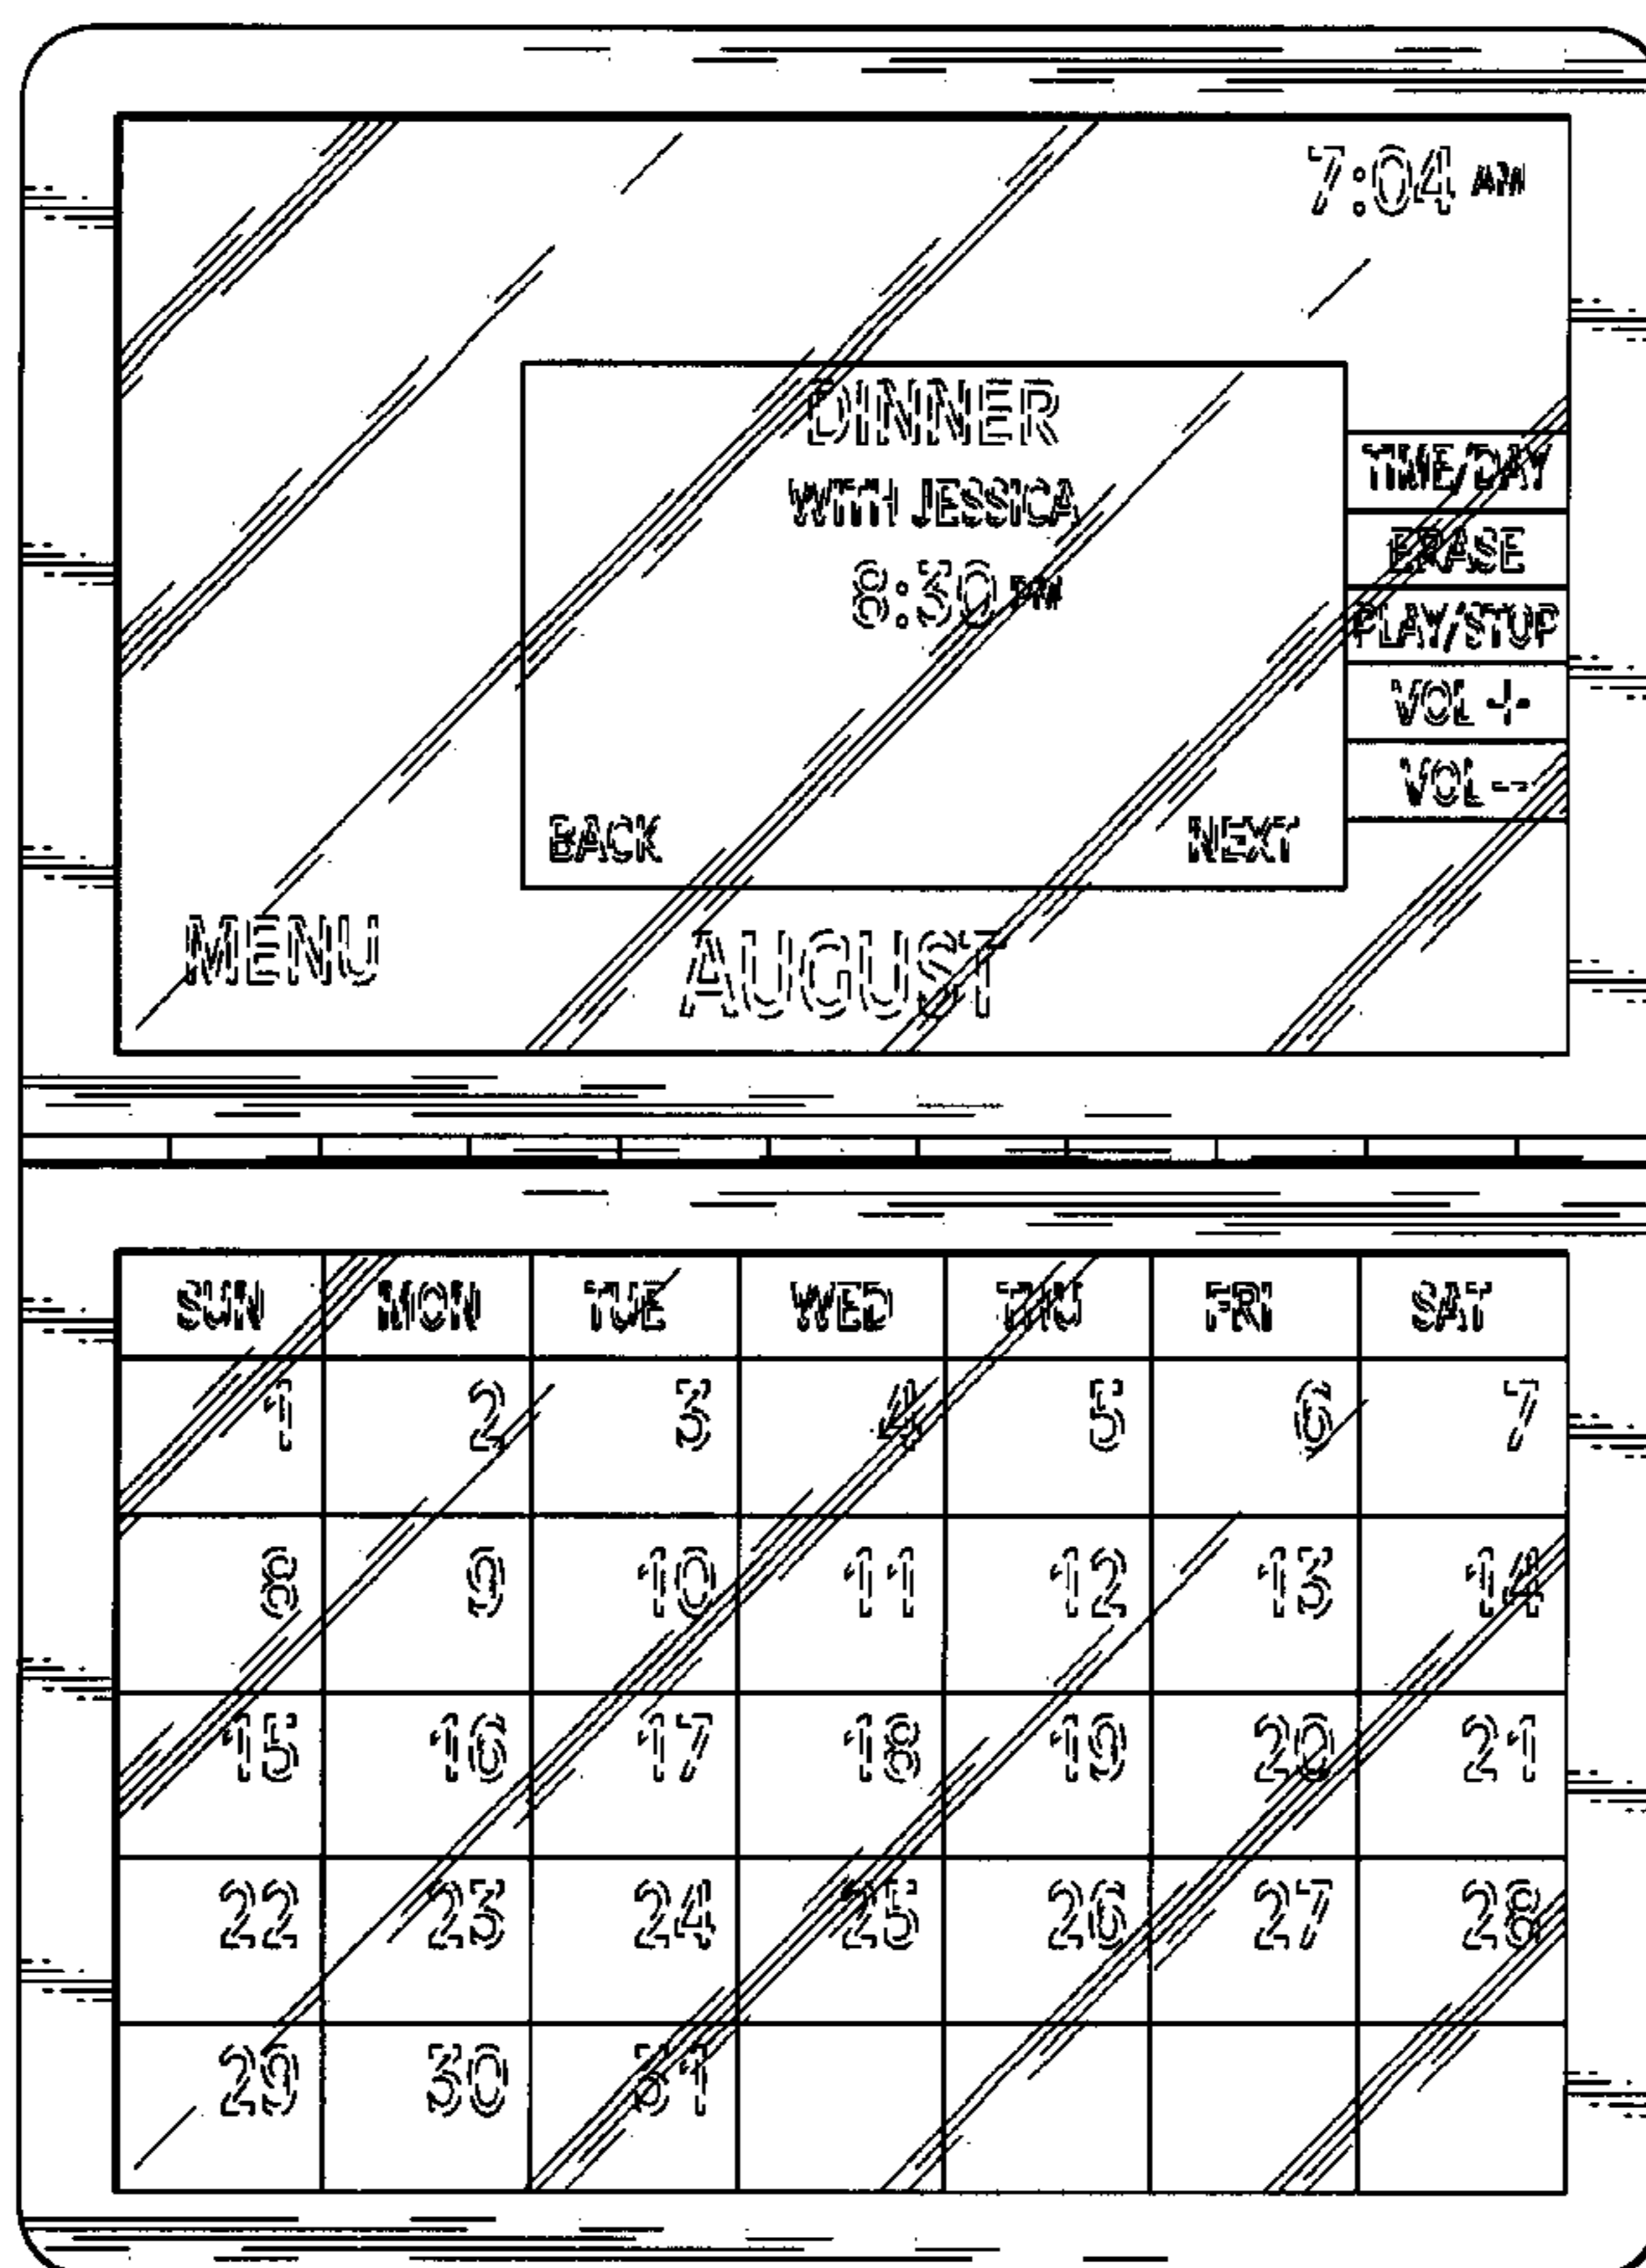 7:04 AM
DINNER
WITH JESSICA
8:30 PM
BACK NEXT
TIME/DAY
ERASE
PLAY/STOP
VOL +
VOL -
MENU AUGUST
SUN MON TUE WED THU FRI SAT
1 2 3 4 5 6 7
8 9 10 11 12 13 14
15 16 17 18 19 20 21
22 23 24 25 26 27 28
29 30 31